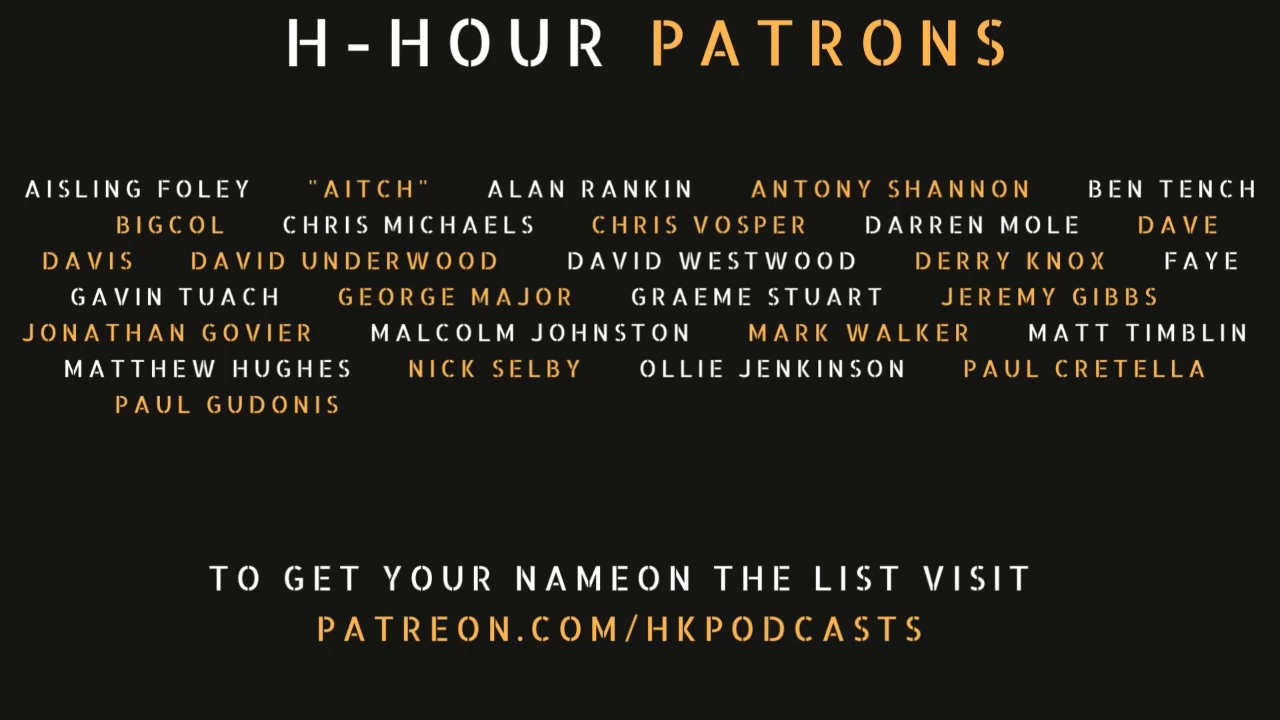 H-HOUR PATRONS
AISLING FOLEY "AITCH" ALAN RANKIN ANTONY SHANNON BEN TENCH
BIGCOL CHRIS MICHAELS CHRIS VOSPER DARREN MOLE DAVE
DAVIS DAVID UNDERWOOD DAVID WESTWOOD DERRY KNOX FAYE
GAVIN TUACH GEORGE MAJOR GRAEME STUART JEREMY GIBBS
JONATHAN GOVIER MALCOLM JOHNSTON MARK WALKER MATT TIMBLIN
MATTHEW HUGHES NICK SELBY OLLIE JENKINSON PAUL CRETELLA
PAUL GUDONIS
TO GET YOUR NAMEON THE LIST VISIT
PATREON.COM/HKPODCASTS